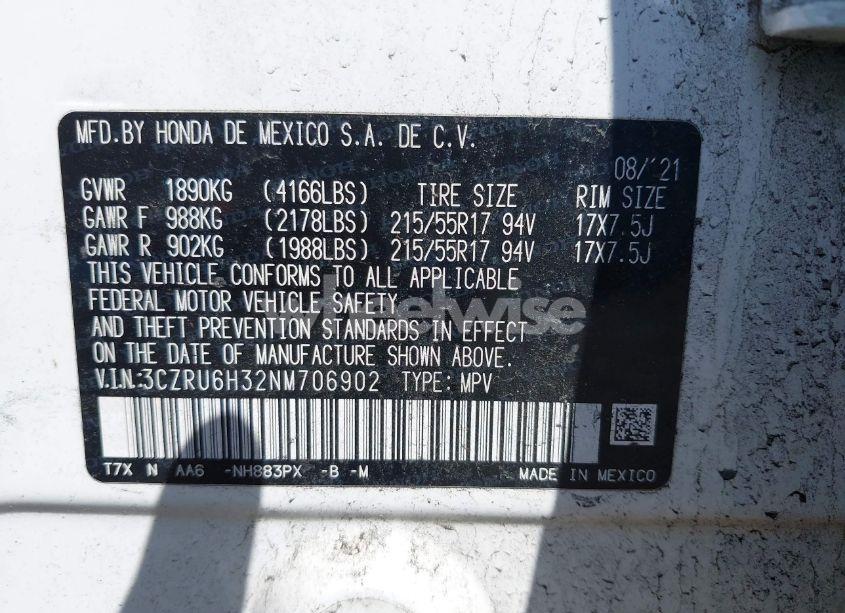 MFD.BY HONDA DE MEXICO S.A. DE C.V.
08/'21
GVWR 1890KG (4166LBS) TIRE SIZE RIM SIZE
GAWR F 988KG (2178LBS) 215/55R17 94V 17X7.5J
GAWR R 902KG (1988LBS) 215/55R17 94V 17X7.5J
THIS VEHICLE CONFORMS TO ALL APPLICABLE
FEDERAL MOTOR VEHICLE SAFETY
AND THEFT PREVENTION STANDARDS IN EFFECT
ON THE DATE OF MANUFACTURE SHOWN ABOVE.
V.I.N.:3CZRU6H32NM706902 TYPE: MPV
T7X N AA6 -NH883PX -B -M MADE IN MEXICO